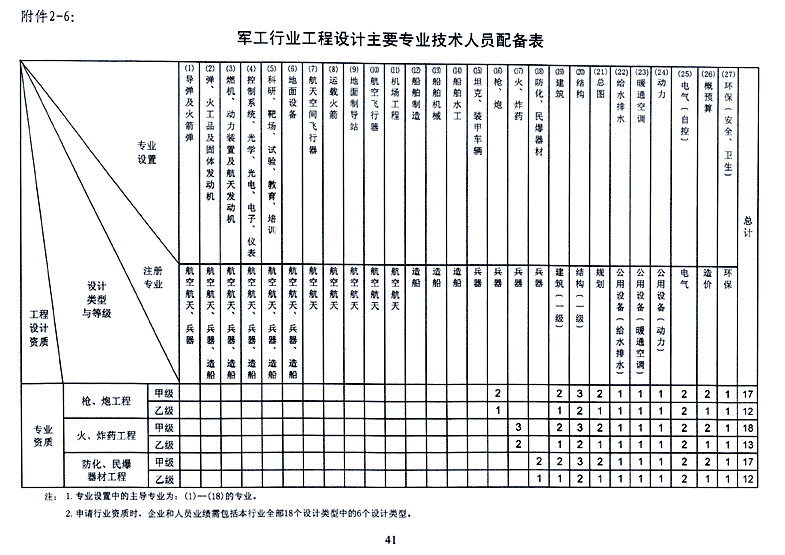 附件2-6:
军工行业工程设计主要专业技术人员配备表
专业设置
注册专业
设计类型与等级
工程设计资质
(1) 导弹及火箭弹
(2) 弹、火工品及固体发动机
(3) 燃机、动力装置及航天发动机
(4) 控制系统、光学、光电、电子、仪表
(5) 科研、靶场、试验、教育、培训
(6) 地面设备
(7) 航天空间飞行器
(8) 运载火箭
(9) 地面制导站
(10) 航空飞行器
(11) 机场工程
(12) 船舶制造
(13) 船舶机械
(14) 船舶水工
(15) 坦克、装甲车辆
(16) 枪、炮
(17) 火、炸药
(18) 防化、民爆器材
(19) 建筑
(20) 结构
(21) 总图
(22) 给水排水
(23) 暖通空调
(24) 动力
(25) 电气(自控)
(26) 概预算
(27) 环保(安全、卫生)
总计
航空航天、兵器
航空航天、兵器、造船
航空航天、兵器、造船
航空航天、兵器、造船
航空航天、兵器、造船
航空航天、兵器、造船
航空航天
航空航天
航空航天
航空航天
航空航天
造船
造船
造船
兵器
兵器
兵器
兵器
建筑(一级)
结构(一级)
规划
公用设备(给水排水)
公用设备(暖通空调)
公用设备(动力)
电气
造价
环保
专业资质
枪、炮工程
甲级 2 2 3 2 1 1 1 2 2 1 17
乙级 1 1 2 1 1 1 1 2 1 1 12
火、炸药工程
甲级 3 2 3 2 1 1 1 2 2 1 18
乙级 2 1 2 1 1 1 1 2 1 1 13
防化、民爆器材工程
甲级 2 2 3 2 1 1 1 2 2 1 17
乙级 1 1 2 1 1 1 1 2 1 1 12
注: 1.专业设置中的主导专业为:(1)—(18)的专业。
2.申请行业资质时,企业和人员业绩需包括本行业全部18个设计类型中的6个设计类型。
41